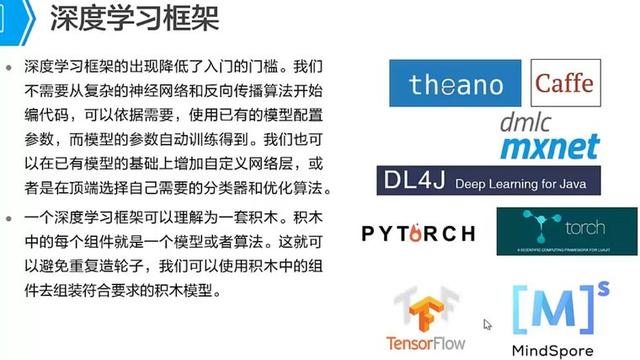 深度学习框架
深度学习框架的出现降低了入门的门槛。我们
不需要从复杂的神经网络和反向传播算法开始
编代码，可以依据需要，使用已有的模型配置
参数，而模型的参数自动训练得到。我们也可
以在已有模型的基础上增加自定义网络层，或
者是在顶端选择自己需要的分类器和优化算法。
一个深度学习框架可以理解为一套积木。积木
中的每个组件就是一个模型或者算法。这就可
以避免重复造轮子，我们可以使用积木中的组
件去组装符合要求的积木模型。
theano
Caffe
dmlc
mxnet
DL4J Deep Learning for Java
PYTORCH
torch
A SCIENTIFIC COMPUTING FRAMEWORK FOR LUAJIT
TensorFlow
[M]s
MindSpore